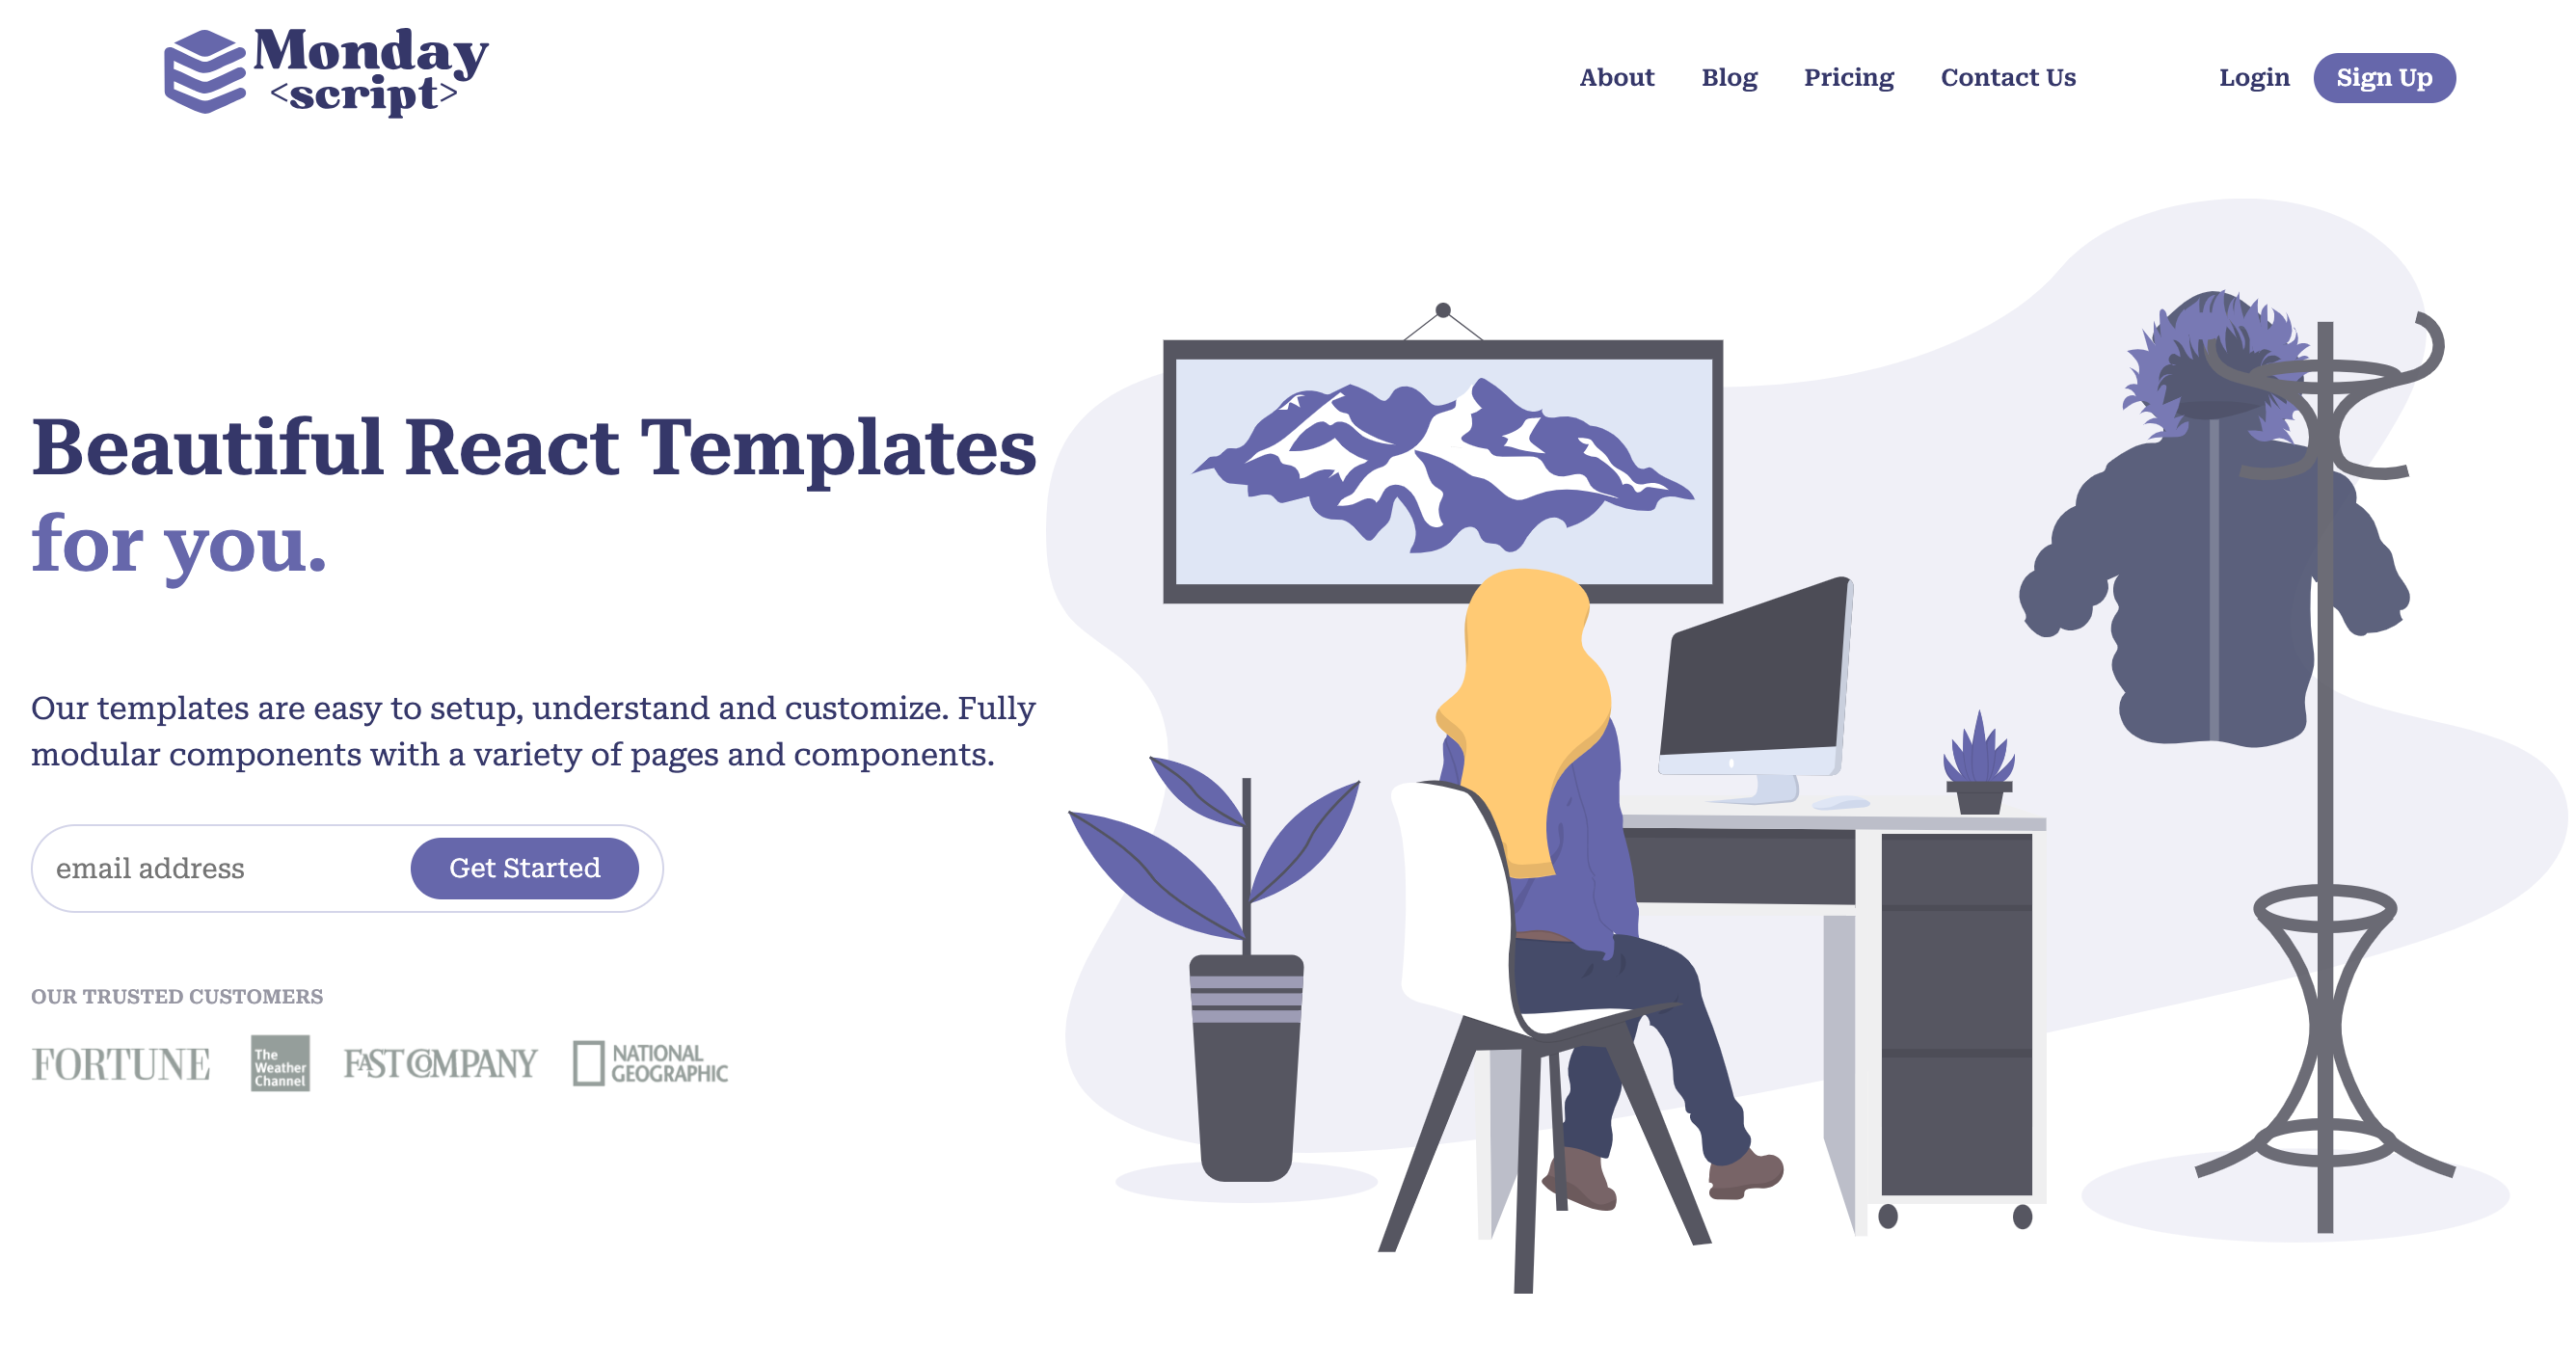 Monday
<script>
About Blog Pricing Contact Us Login Sign Up
Beautiful React Templates
for you.
Our templates are easy to setup, understand and customize. Fully
modular components with a variety of pages and components.
email address Get Started
OUR TRUSTED CUSTOMERS
FORTUNE
The
Weather
Channel
FAST COMPANY
NATIONAL
GEOGRAPHIC